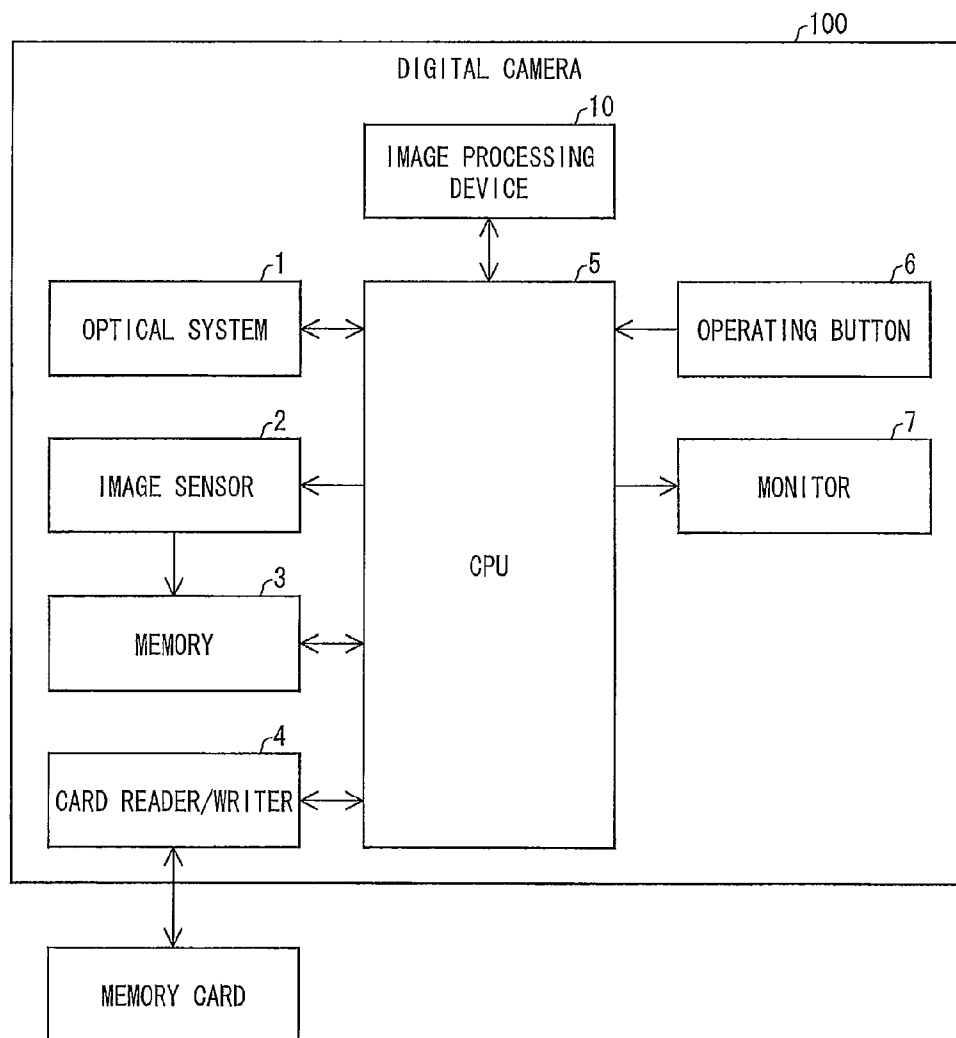 100
DIGITAL CAMERA
10
IMAGE PROCESSING
DEVICE
1
OPTICAL SYSTEM
5
CPU
6
OPERATING BUTTON
2
IMAGE SENSOR
7
MONITOR
3
MEMORY
4
CARD READER/WRITER
MEMORY CARD